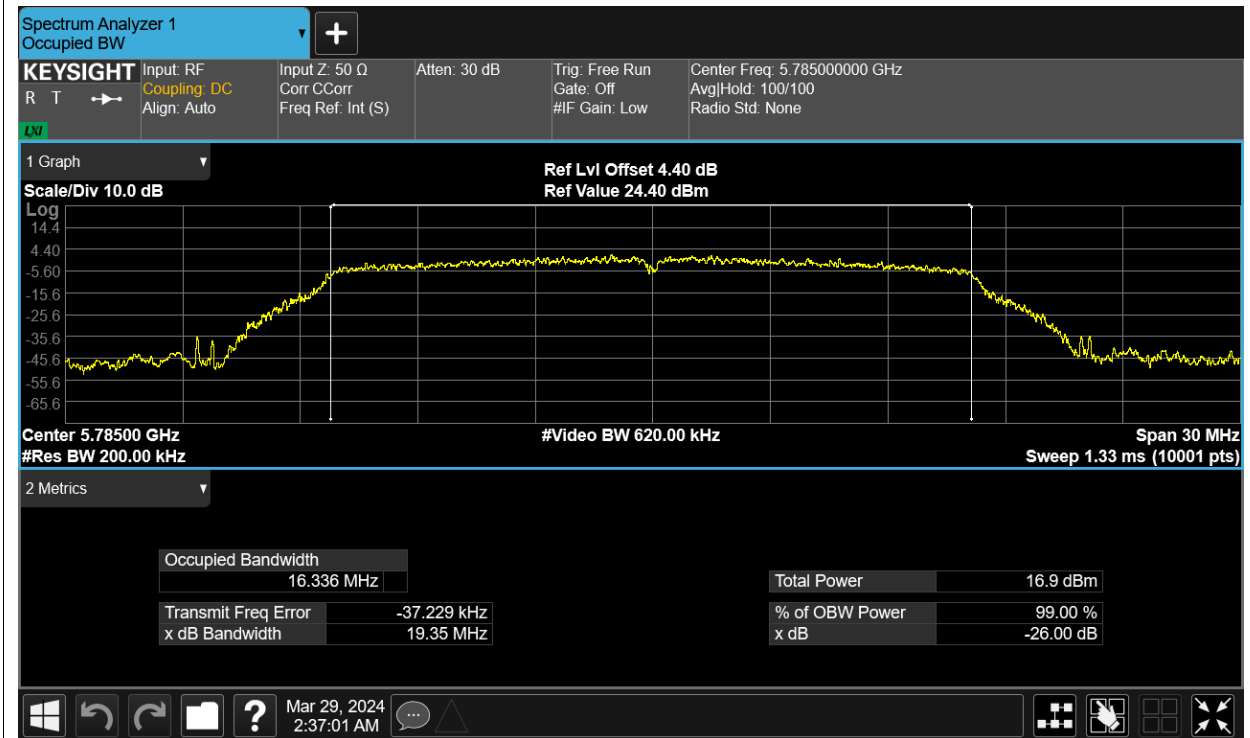 Spectrum Analyzer 1
Occupied BW
KEYSIGHT
R T
LXI
Input: RF
Coupling: DC
Align: Auto
Input Z: 50 Ω
Corr CCorr
Freq Ref: Int (S)
Atten: 30 dB
Trig: Free Run
Gate: Off
#IF Gain: Low
Center Freq: 5.785000000 GHz
Avg|Hold: 100/100
Radio Std: None
1 Graph
Scale/Div 10.0 dB
Ref Lvl Offset 4.40 dB
Ref Value 24.40 dBm
Log
14.4
4.40
-5.60
-15.6
-25.6
-35.6
-45.6
-55.6
-65.6
Center 5.78500 GHz
#Res BW 200.00 kHz
#Video BW 620.00 kHz
Span 30 MHz
Sweep 1.33 ms (10001 pts)
2 Metrics
Occupied Bandwidth
16.336 MHz
Transmit Freq Error -37.229 kHz
x dB Bandwidth 19.35 MHz
Total Power 16.9 dBm
% of OBW Power 99.00 %
x dB -26.00 dB
?
Mar 29, 2024
2:37:01 AM